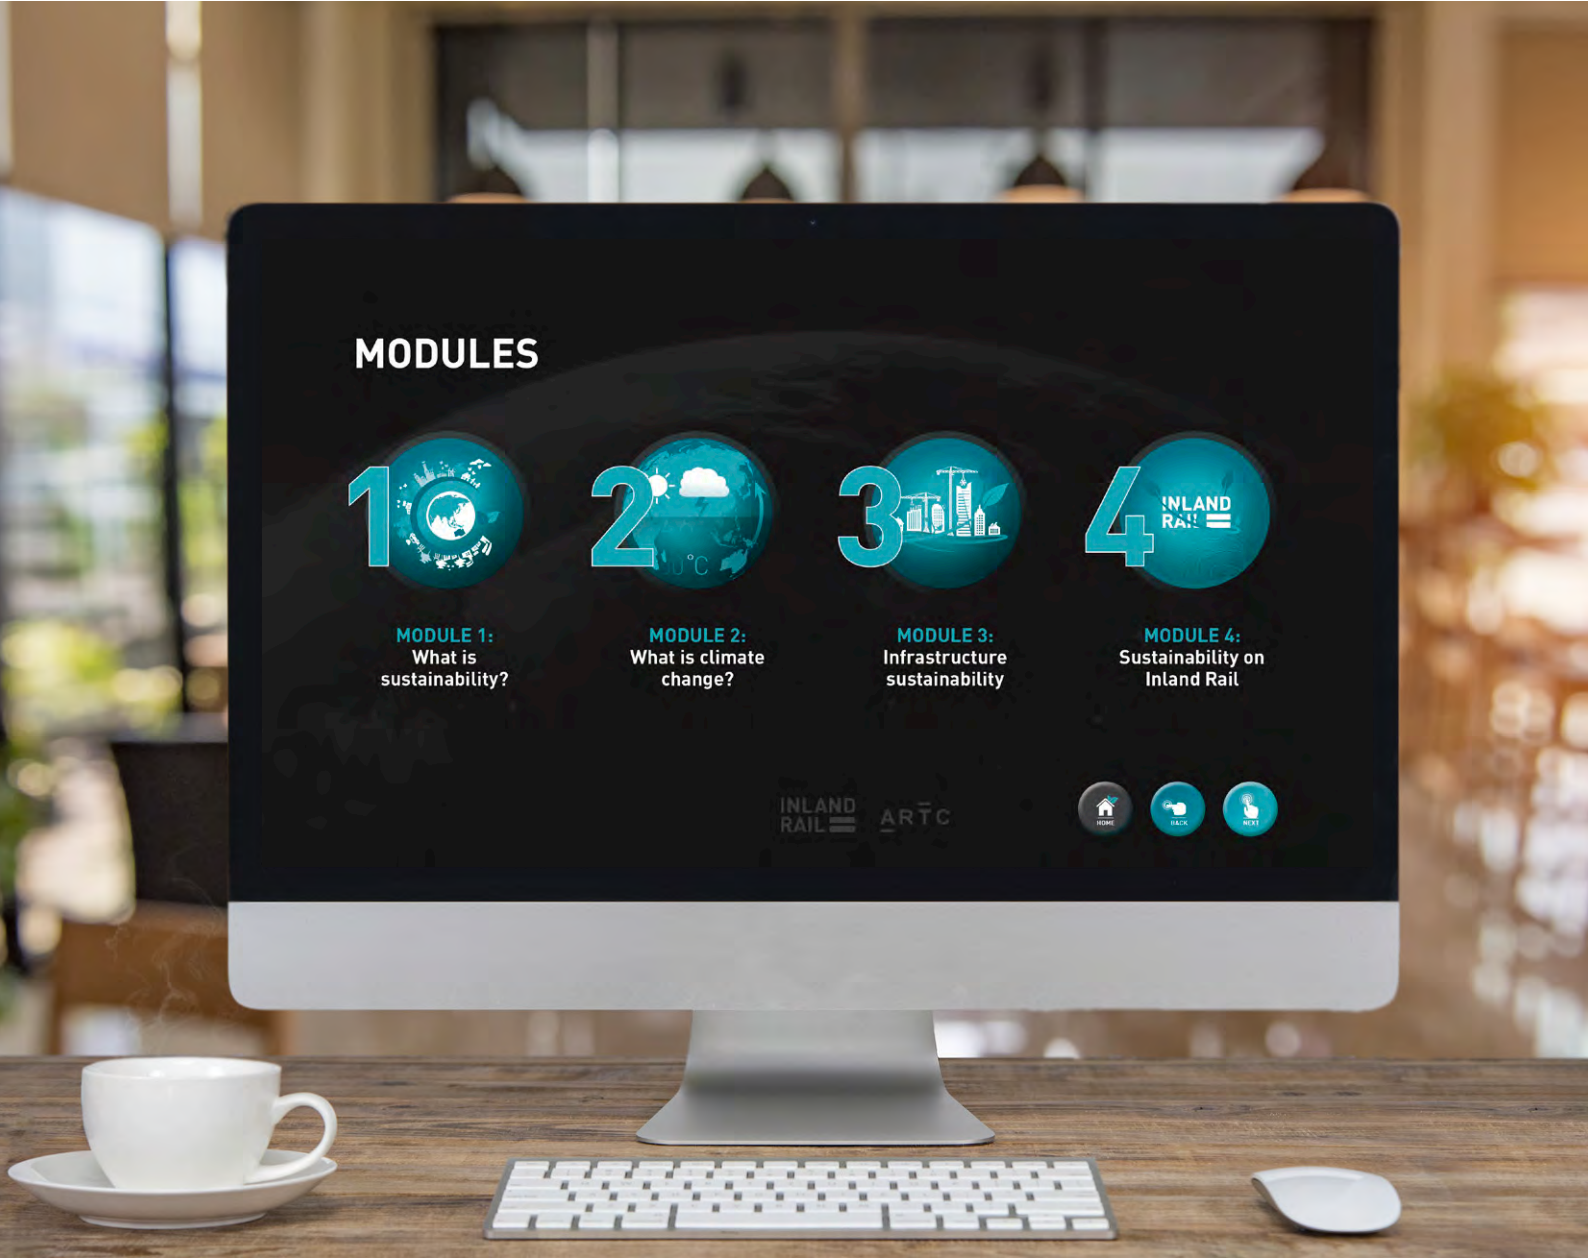 MODULES
1
2
3
4
°C
INLAND
RAIL
MODULE 1:
What is
sustainability?
MODULE 2:
What is climate
change?
MODULE 3:
Infrastructure
sustainability
MODULE 4:
Sustainability on
Inland Rail
INLAND
RAIL
ARTC
HOME
BACK
NEXT